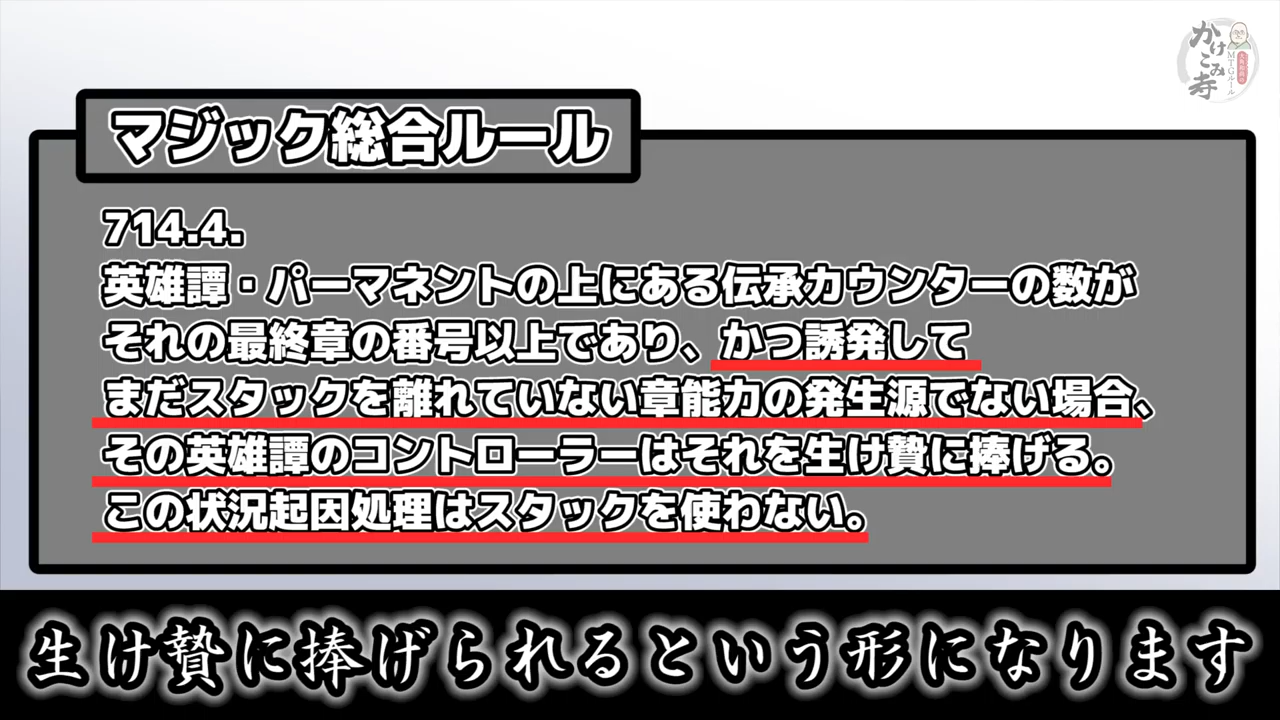 かけこみ寺
MTGルール
マジック総合ルール
714.4.
英雄譚・パーマネントの上にある伝承カウンターの数が
それの最終章の番号以上であり、かつ誘発して
まだスタックを離れていない章能力の発生源でない場合、
その英雄譚のコントローラーはそれを生け贄に捧げる。
この状況起因処理はスタックを使わない。
生け贄に捧げられるという形になります